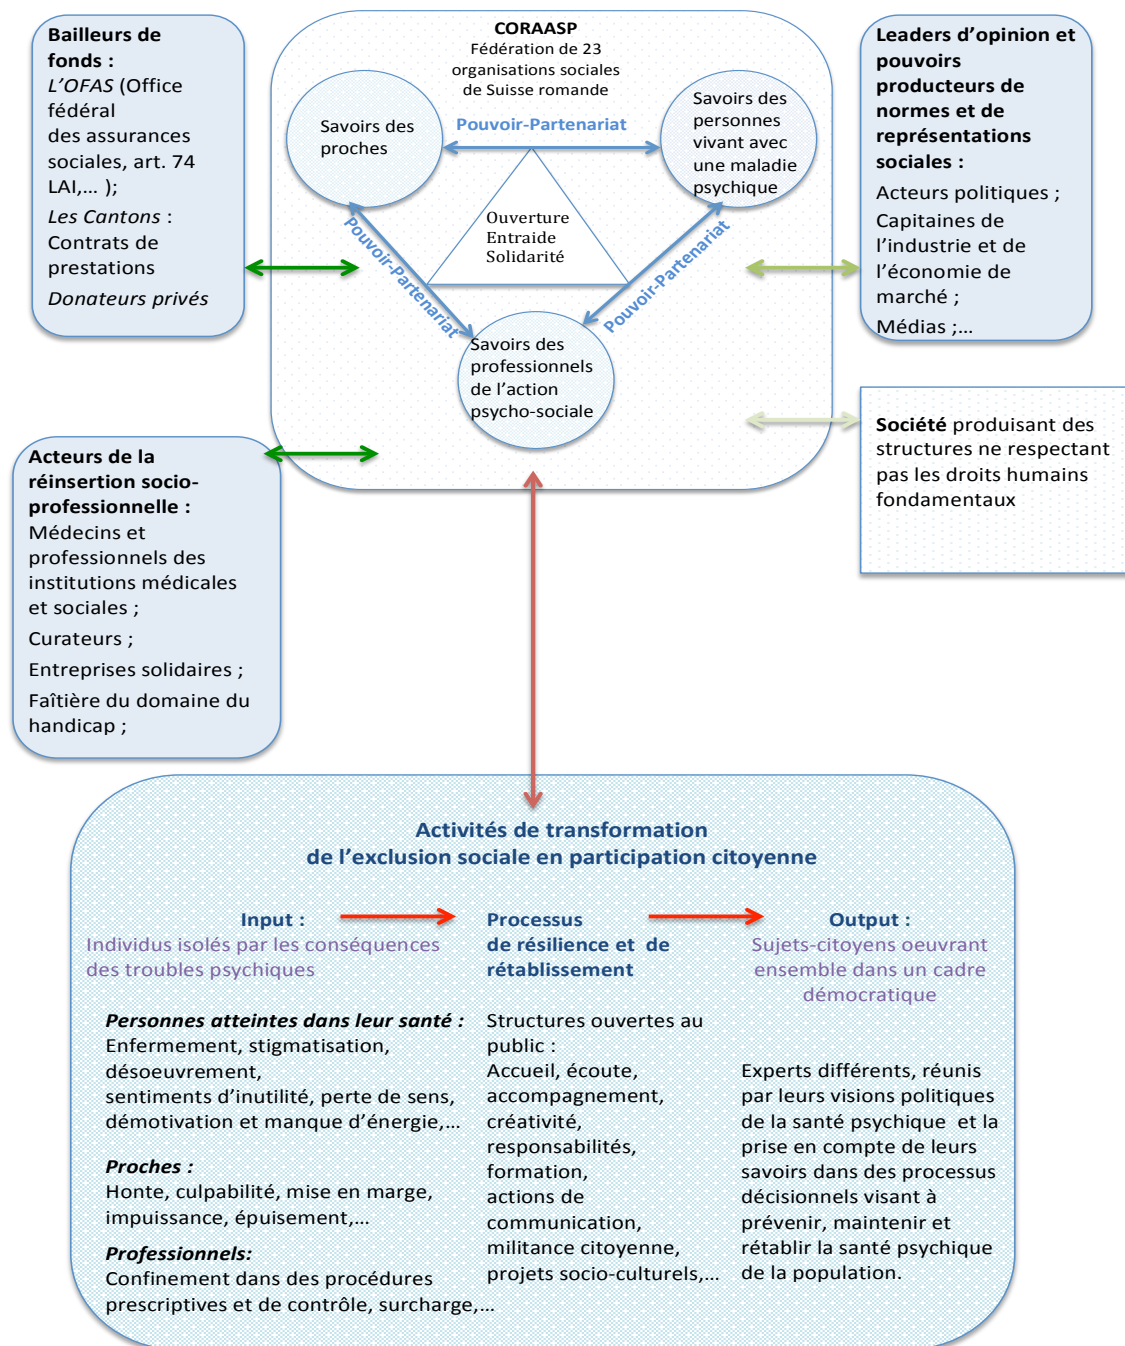 Bailleurs de
fonds :
L'OFAS (Office
fédéral
des assurances
sociales, art. 74
LAI,… );
Les Cantons :
Contrats de
prestations
Donateurs privés
CORAASP
Fédération de 23
organisations sociales
de Suisse romande
Savoirs des
proches
Pouvoir-Partenariat
Savoirs des
personnes
vivant avec
une maladie
psychique
Ouverture
Entraide
Solidarité
Pouvoir-Partenariat
Pouvoir-Partenariat
Savoirs des
professionnels
de l'action
psycho-sociale
Leaders d'opinion et
pouvoirs
producteurs de
normes et de
représentations
sociales :
Acteurs politiques ;
Capitaines de
l'industrie et de
l'économie de
marché ;
Médias ;…
Société produisant des
structures ne respectant
pas les droits humains
fondamentaux
Acteurs de la
réinsertion socio-
professionnelle :
Médecins et
professionnels des
institutions médicales
et sociales ;
Curateurs ;
Entreprises solidaires ;
Faîtière du domaine du
handicap ;
Activités de transformation
de l'exclusion sociale en participation citoyenne
Input :
Individus isolés par les conséquences
des troubles psychiques
Personnes atteintes dans leur santé :
Enfermement, stigmatisation,
désoeuvrement,
sentiments d'inutilité, perte de sens,
démotivation et manque d'énergie,…
Proches :
Honte, culpabilité, mise en marge,
impuissance, épuisement,…
Professionnels:
Confinement dans des procédures
prescriptives et de contrôle, surcharge,…
Processus
de résilience et de
rétablissement
Structures ouvertes au
public :
Accueil, écoute,
accompagnement,
créativité,
responsabilités,
formation,
actions de
communication,
militance citoyenne,
projets socio-culturels,…
Output :
Sujets-citoyens oeuvrant
ensemble dans un cadre
démocratique
Experts différents, réunis
par leurs visions politiques
de la santé psychique et la
prise en compte de leurs
savoirs dans des processus
décisionnels visant à
prévenir, maintenir et
rétablir la santé psychique
de la population.